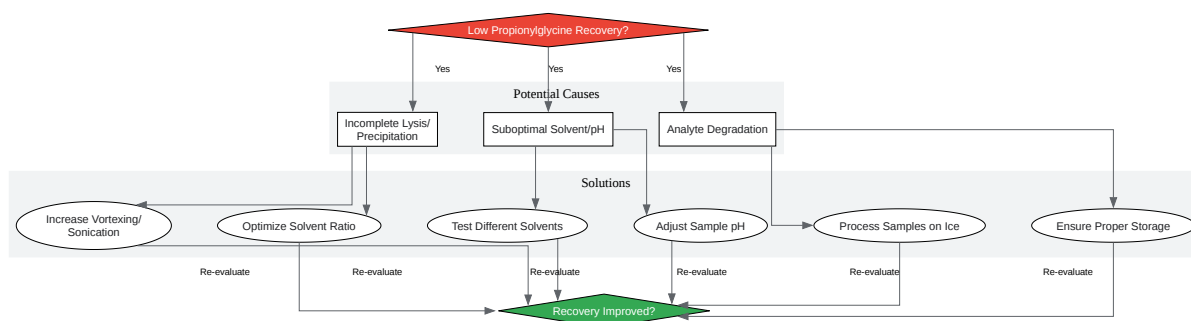 Low Propionylglycine Recovery?
Yes
Yes
Yes
Potential Causes
Incomplete Lysis/
Precipitation
Suboptimal Solvent/pH
Analyte Degradation
Solutions
Increase Vortexing/
Sonication
Optimize Solvent Ratio
Test Different Solvents
Adjust Sample pH
Process Samples on Ice
Ensure Proper Storage
Re-evaluate
Re-evaluate
Re-evaluate
Re-evaluate
Re-evaluate
Re-evaluate
Recovery Improved?